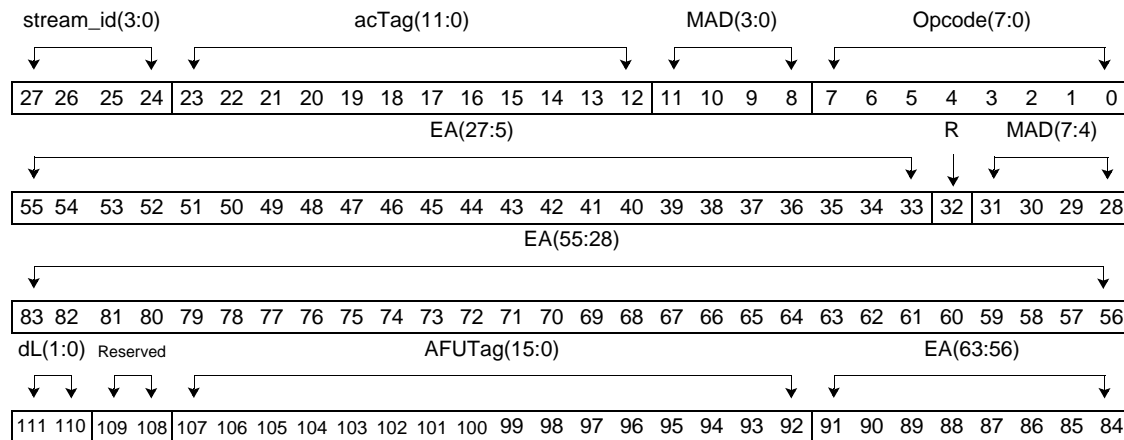 stream_id(3:0) acTag(11:0) MAD(3:0) Opcode(7:0)
27 26 25 24 23 22 21 20 19 18 17 16 15 14 13 12 11 10 9 8 7 6 5 4 3 2 1 0
EA(27:5) R MAD(7:4)
55 54 53 52 51 50 49 48 47 46 45 44 43 42 41 40 39 38 37 36 35 34 33 32 31 30 29 28
EA(55:28)
83 82 81 80 79 78 77 76 75 74 73 72 71 70 69 68 67 66 65 64 63 62 61 60 59 58 57 56
dL(1:0) Reserved AFUTag(15:0) EA(63:56)
111 110 109 108 107 106 105 104 103 102 101 100 99 98 97 96 95 94 93 92 91 90 89 88 87 86 85 84